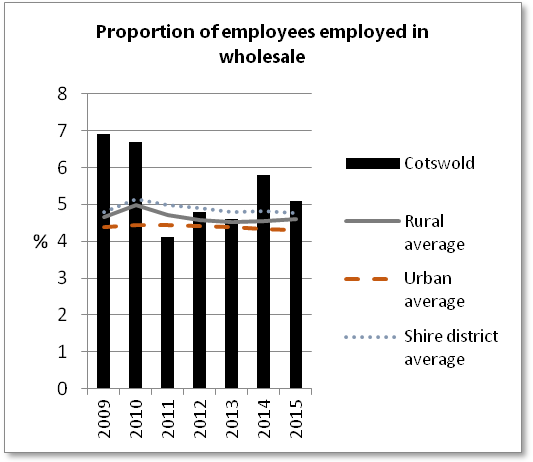 Proportion of employees employed in
wholesale
8
7
6
5
4
3
2
1
0
%
2009
2010
2011
2012
2013
2014
2015
Cotswold
Rural
average
Urban
average
Shire district
average